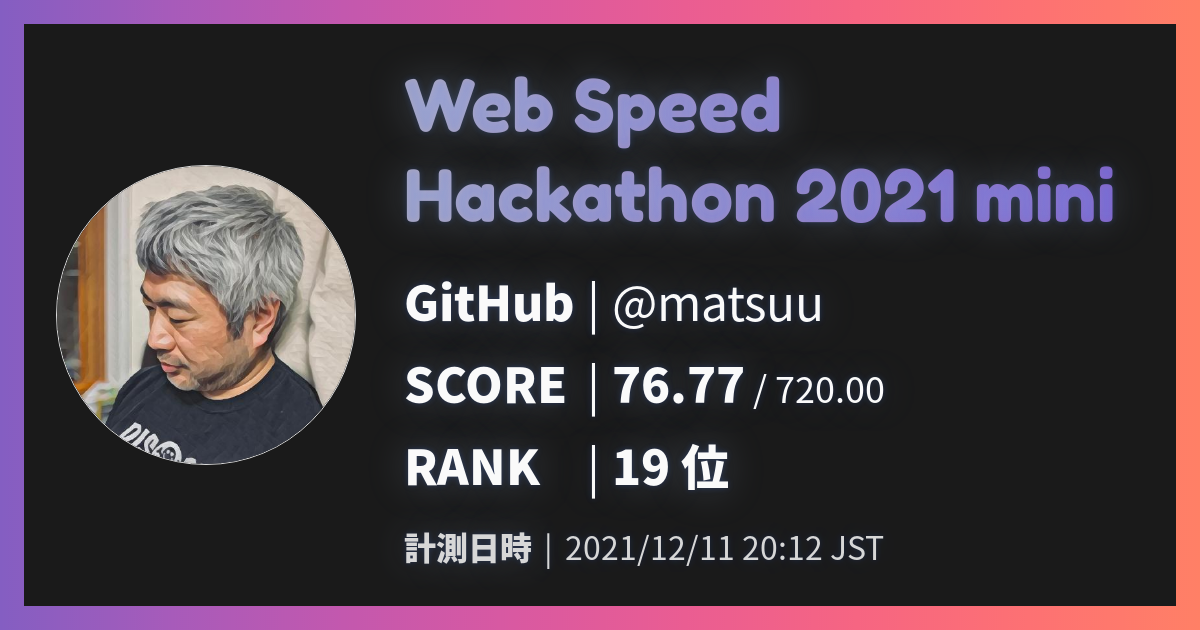 Web Speed
Hackathon 2021 mini
GitHub | @matsuu
SCORE | 76.77 / 720.00
RANK | 19 位
計測日時 | 2021/12/11 20:12 JST